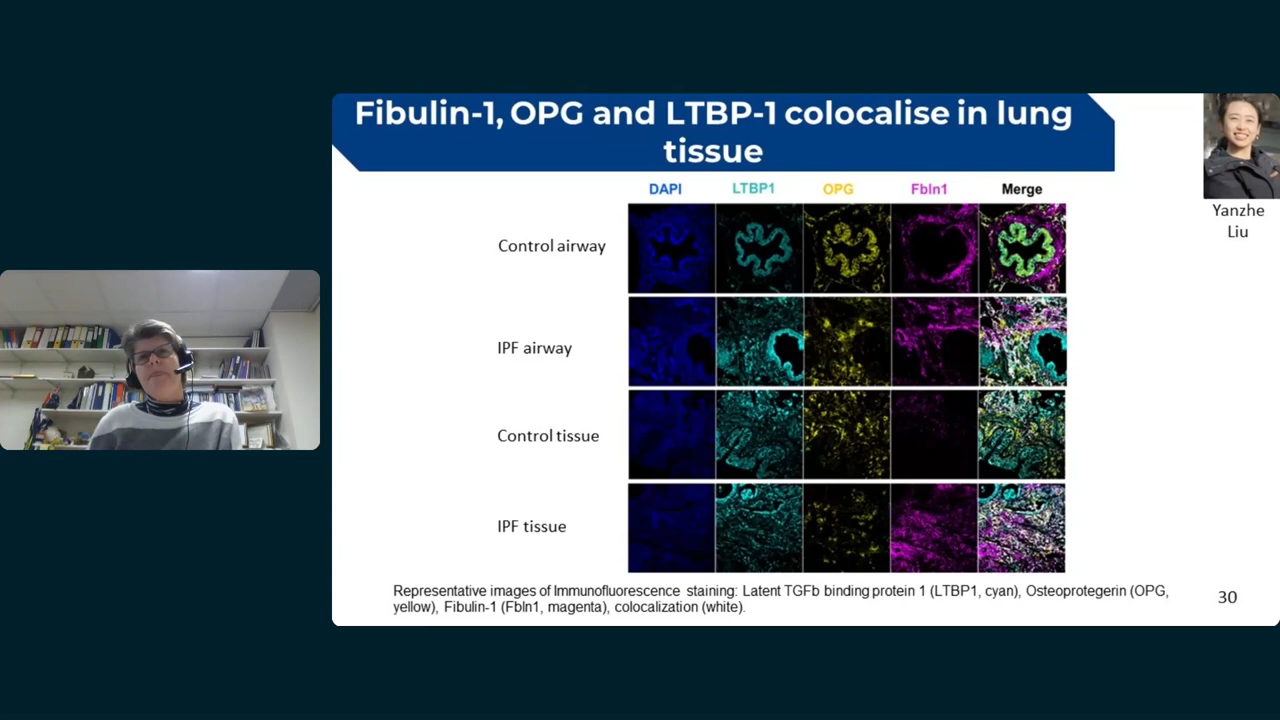 Fibulin-1, OPG and LTBP-1 colocalise in lung
tissue
Yanzhe
Liu
DAPI LTBP1 OPG Fbln1 Merge
Control airway
IPF airway
Control tissue
IPF tissue
Representative images of Immunofluorescence staining: Latent TGFb binding protein 1 (LTBP1, cyan), Osteoprotegerin (OPG,
yellow), Fibulin-1 (Fbln1, magenta), colocalization (white).
30